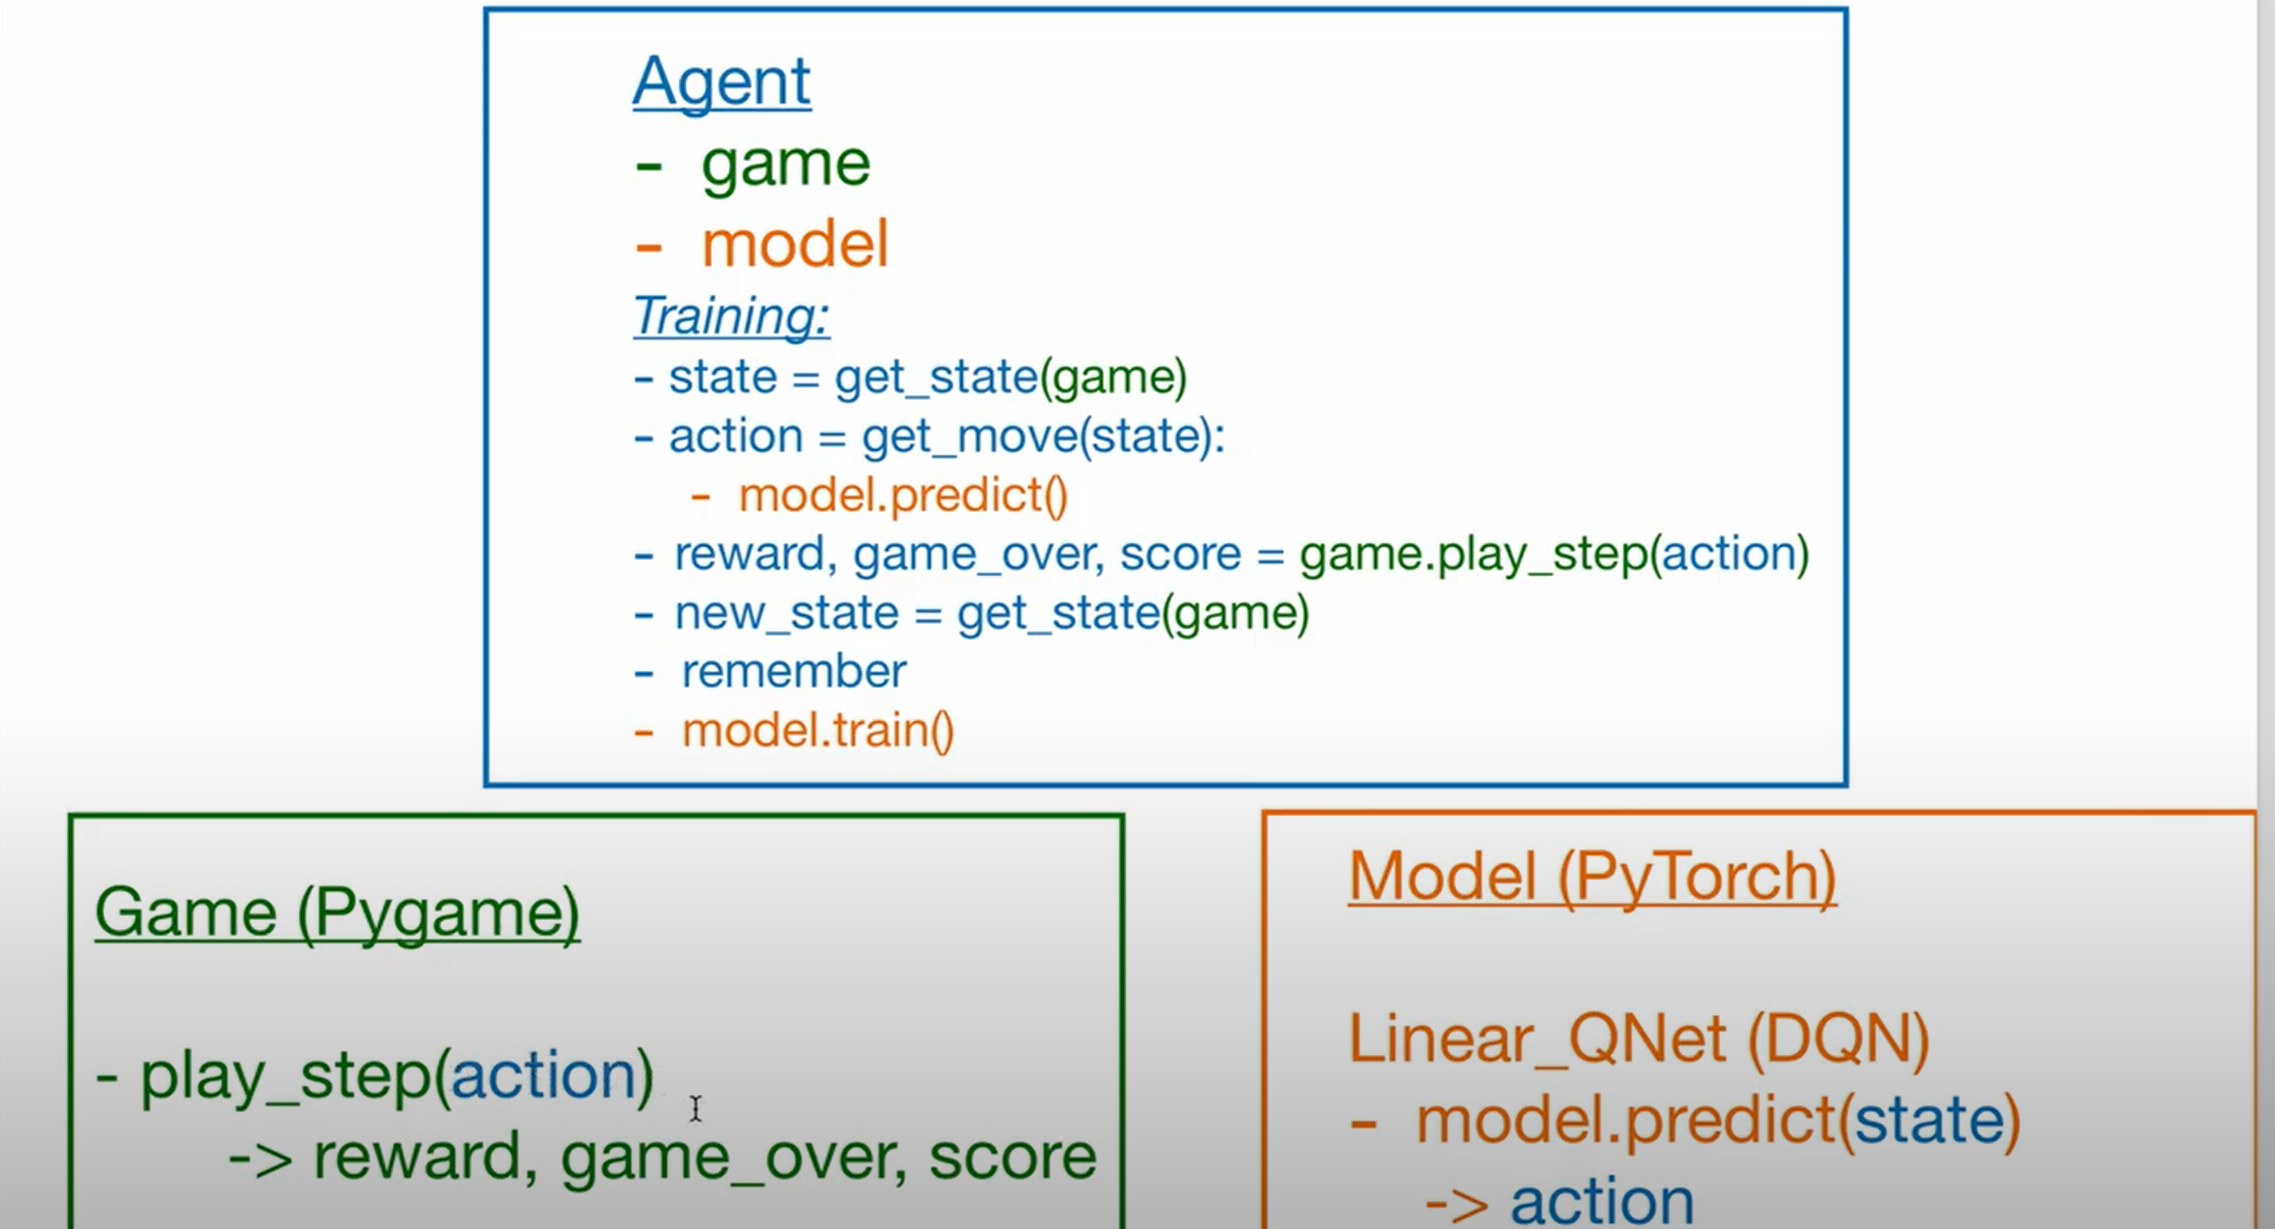 Agent
- game
- model
Training:
- state = get_state(game)
- action = get_move(state):
- model.predict()
- reward, game_over, score = game.play_step(action)
- new_state = get_state(game)
- remember
- model.train()
Game (Pygame)
- play_step(action)
-> reward, game_over, score
Model (PyTorch)
Linear_QNet (DQN)
- model.predict(state)
-> action